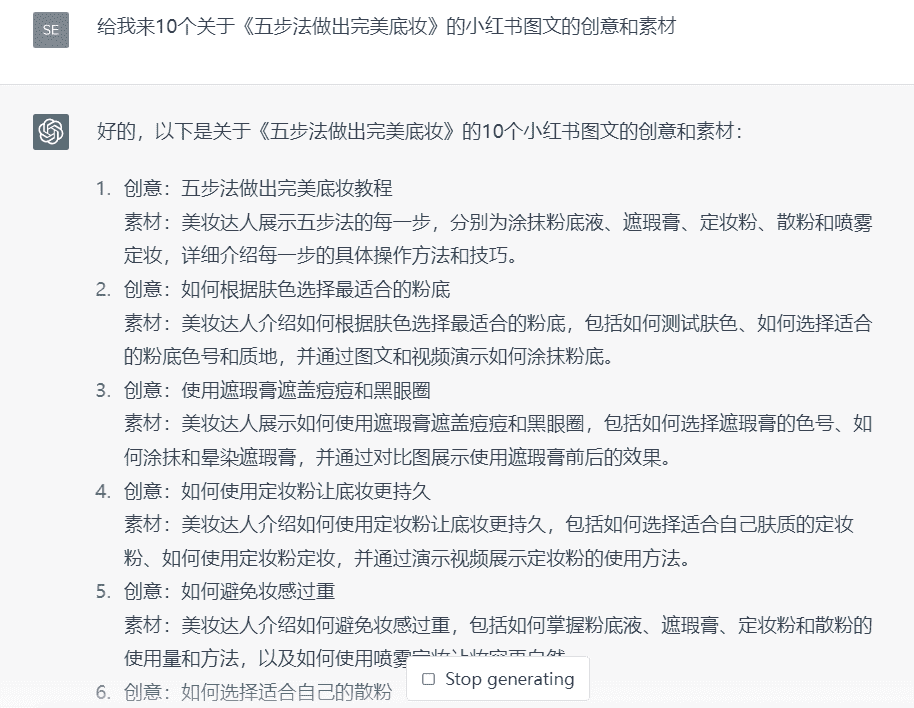 SE
给我来10个关于《五步法做出完美底妆》的小红书图文的创意和素材
好的，以下是关于《五步法做出完美底妆》的10个小红书图文的创意和素材：
1. 创意：五步法做出完美底妆教程
素材：美妆达人展示五步法的每一步，分别为涂抹粉底液、遮瑕膏、定妆粉、散粉和喷雾
定妆，详细介绍每一步的具体操作方法和技巧。
2. 创意：如何根据肤色选择最适合的粉底
素材：美妆达人介绍如何根据肤色选择最适合的粉底，包括如何测试肤色、如何选择适合
的粉底色号和质地，并通过图文和视频演示如何涂抹粉底。
3. 创意：使用遮瑕膏遮盖痘痘和黑眼圈
素材：美妆达人展示如何使用遮瑕膏遮盖痘痘和黑眼圈，包括如何选择遮瑕膏的色号、如
何涂抹和晕染遮瑕膏，并通过对比图展示使用遮瑕膏前后的效果。
4. 创意：如何使用定妆粉让底妆更持久
素材：美妆达人介绍如何使用定妆粉让底妆更持久，包括如何选择适合自己肤质的定妆
粉、如何使用定妆粉定妆，并通过演示视频展示定妆粉的使用方法。
5. 创意：如何避免妆感过重
素材：美妆达人介绍如何避免妆感过重，包括如何掌握粉底液、遮瑕膏、定妆粉和散粉的
使用量和方法，以及如何使用喷雾
Stop generating
6. 创意：如何选择适合自己的散粉